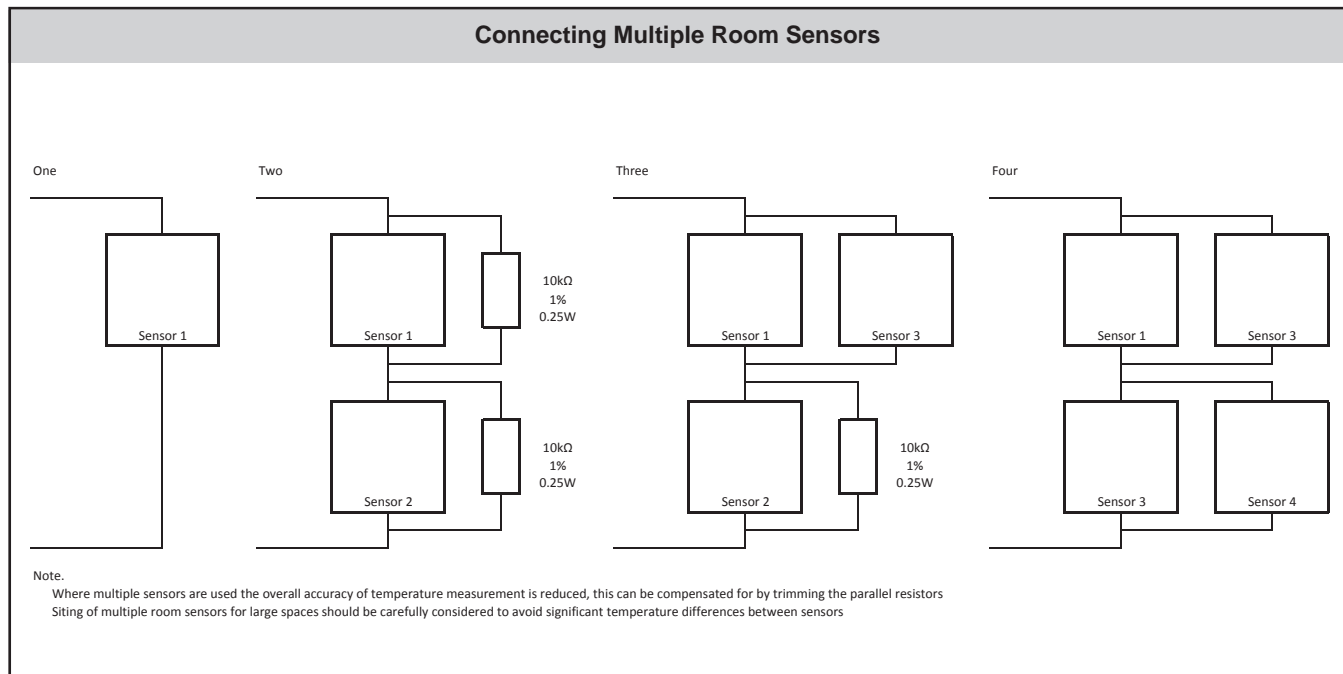 Connecting Multiple Room Sensors
One
Two
Three
Four
Sensor 1
Sensor 1
10kΩ
1%
0.25W
Sensor 2
10kΩ
1%
0.25W
Sensor 1
Sensor 3
Sensor 2
10kΩ
1%
0.25W
Sensor 1
Sensor 3
Sensor 3
Sensor 4
Note.
Where multiple sensors are used the overall accuracy of temperature measurement is reduced, this can be compensated for by trimming the parallel resistors
Siting of multiple room sensors for large spaces should be carefully considered to avoid significant temperature differences between sensors